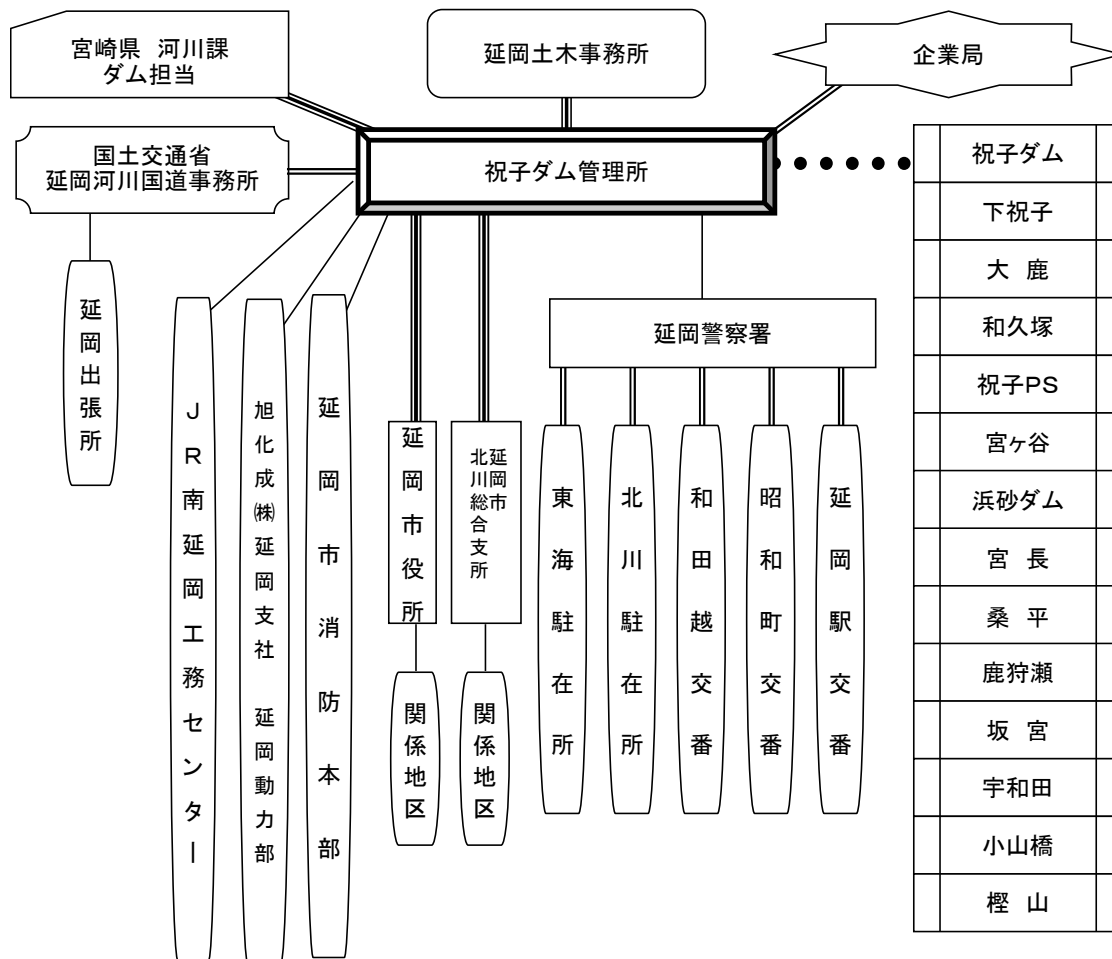 宮崎県 河川課
ダム担当
延岡土木事務所
企業局
国土交通省
延岡河川国道事務所
祝子ダム管理所
延岡出張所
JR南延岡工務センター
旭化成㈱延岡支社 延岡動力部
延岡市消防本部
延岡市役所
関係地区
延岡市
北川総合支所
関係地区
延岡警察署
東海駐在所
北川駐在所
和田越交番
昭和町交番
延岡駅交番
祝子ダム
下祝子
大 鹿
和久塚
祝子PS
宮ヶ谷
浜砂ダム
宮 長
桑 平
鹿狩瀬
坂 宮
宇和田
小山橋
樫 山